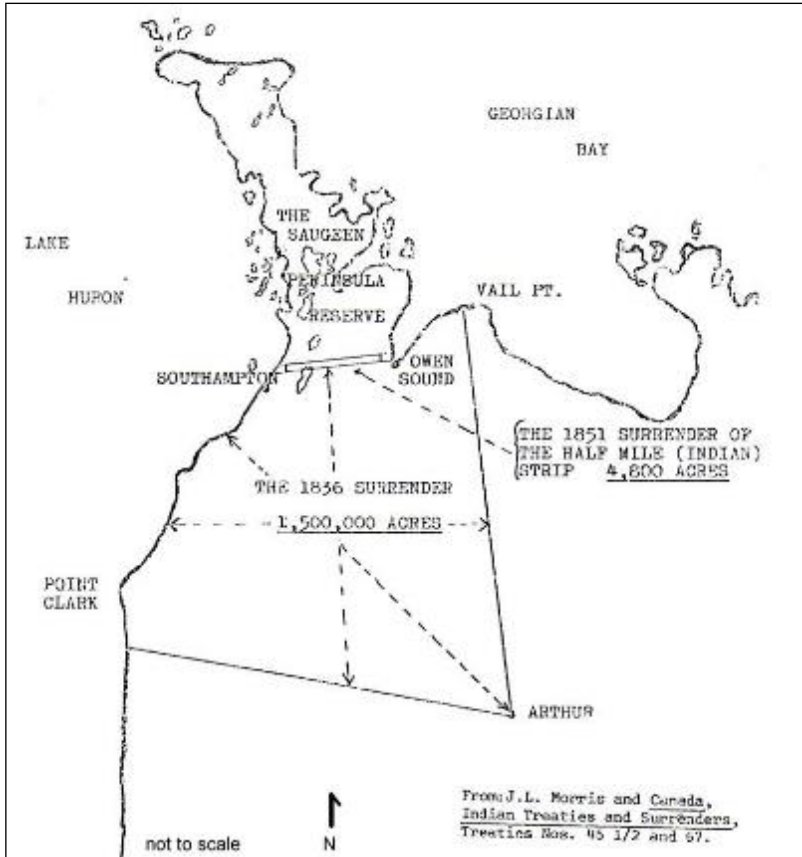 GEORGIAN
BAY
LAKE
HURON
THE
SAUGEEN
PENINSULA
RESERVE
VAIL PT.
SOUTHAMPTON
OWEN
SOUND
THE 1851 SURRENDER OF
THE HALF MILE (INDIAN)
STRIP 4,800 ACRES
THE 1836 SURRENDER
1,500,000 ACRES
POINT
CLARK
ARTHUR
From: J.L. Morris and Canada,
Indian Treaties and Surrenders,
Treaties Nos. 45 1/2 and 67.
not to scale
N